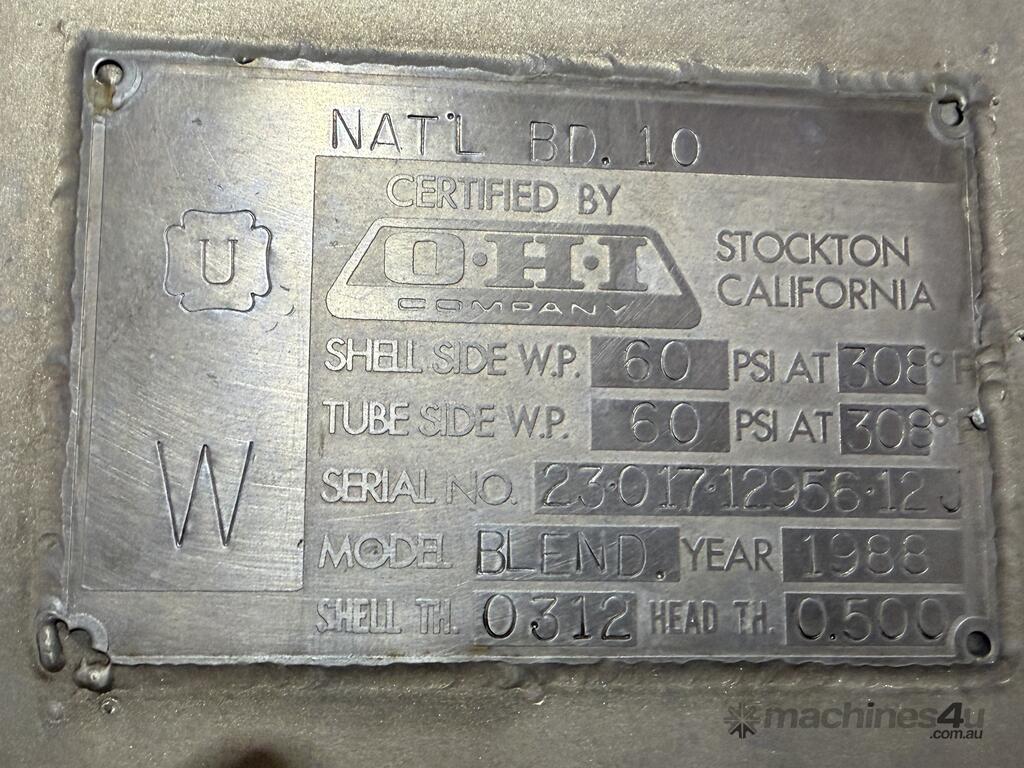 NAT'L BD. 10
CERTIFIED BY
U
O·H·I
COMPANY
STOCKTON
CALIFORNIA
SHELL SIDE W.P. 60 PSI AT 308°F
TUBE SIDE W.P. 60 PSI AT 308°F
W
SERIAL NO. 23·017·12956·12 J
MODEL BLEND. YEAR 1988
SHELL TH. 0312 HEAD TH. 0.500
machines4u
.com.au